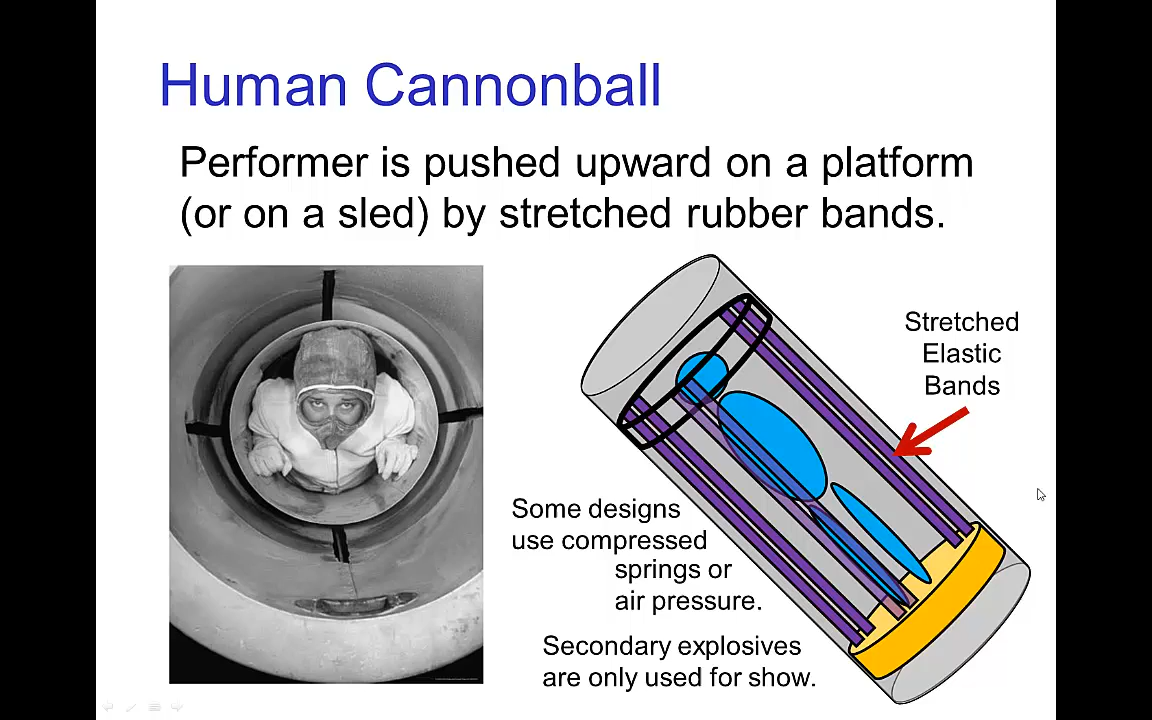 Human Cannonball
Performer is pushed upward on a platform
(or on a sled) by stretched rubber bands.
Stretched
Elastic
Bands
Some designs
use compressed
springs or
air pressure.
Secondary explosives
are only used for show.